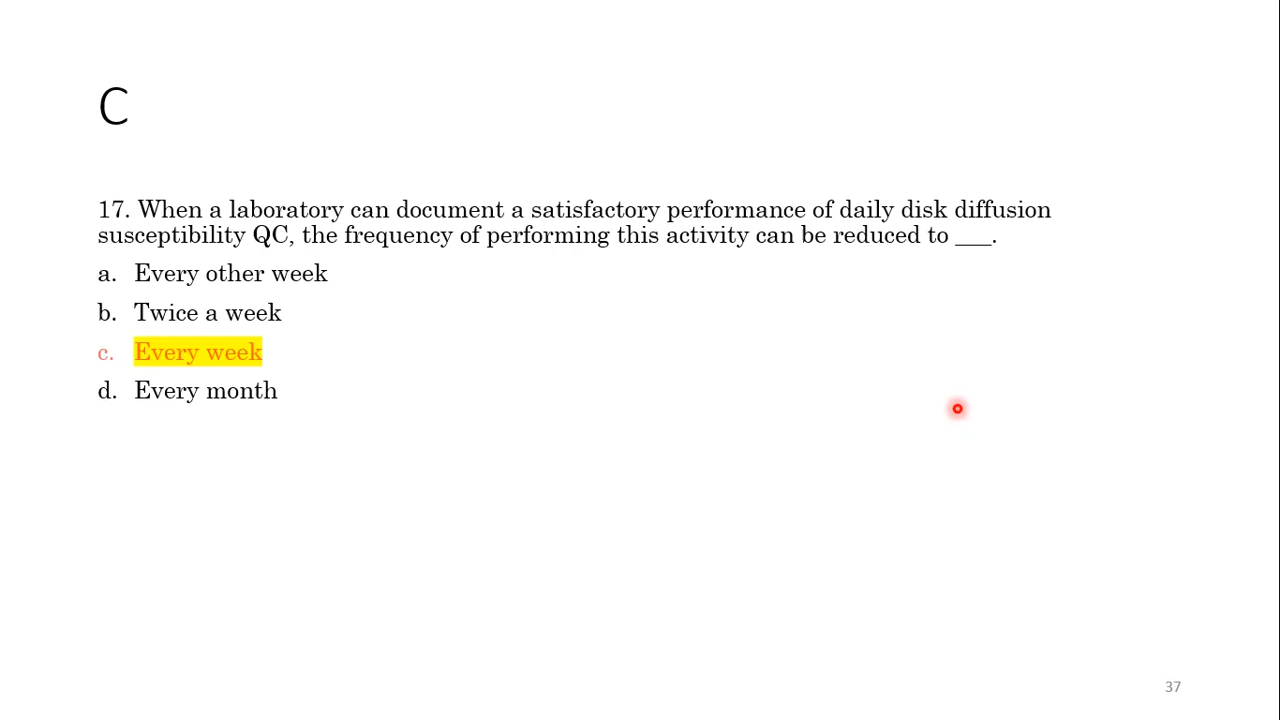 C
17. When a laboratory can document a satisfactory performance of daily disk diffusion
susceptibility QC, the frequency of performing this activity can be reduced to ___.
a. Every other week
b. Twice a week
c. Every week
d. Every month
37